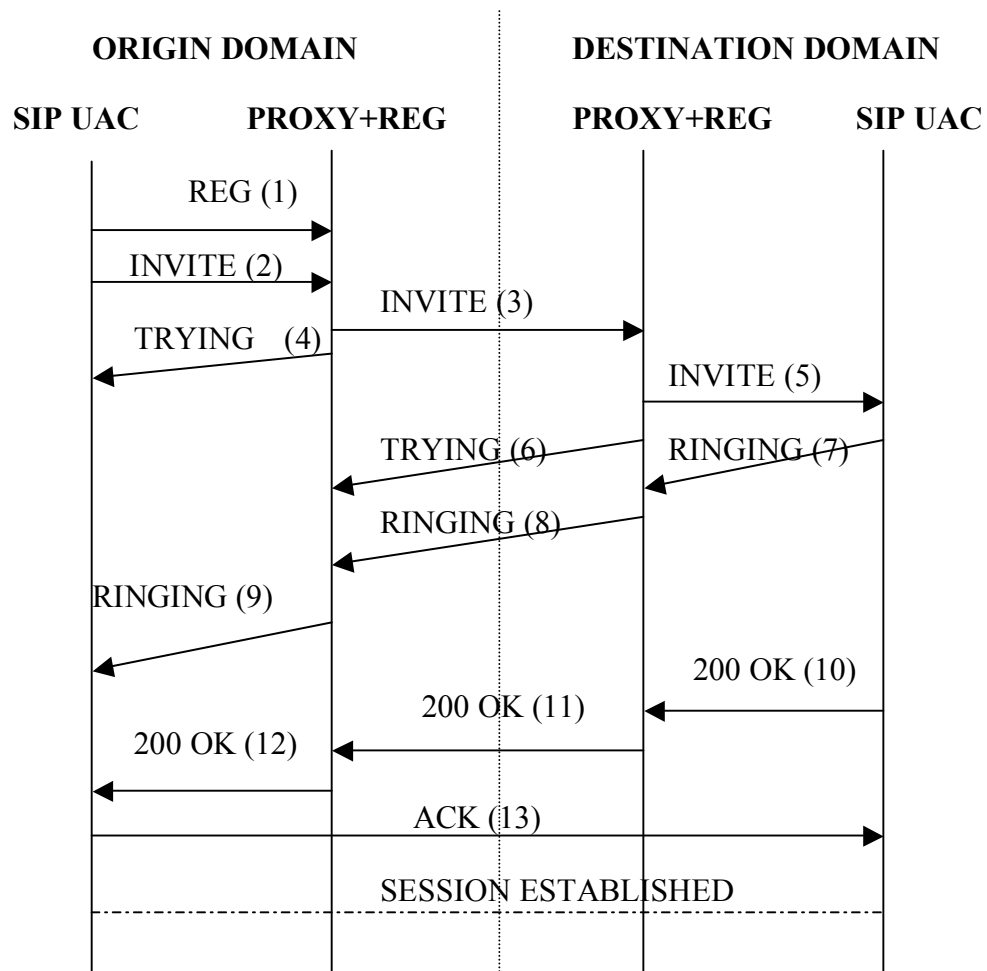 ORIGIN DOMAIN
DESTINATION DOMAIN
SIP UAC
PROXY+REG
PROXY+REG
SIP UAC
REG (1)
INVITE (2)
INVITE (3)
TRYING (4)
INVITE (5)
TRYING (6)
RINGING (7)
RINGING (8)
RINGING (9)
200 OK (10)
200 OK (11)
200 OK (12)
ACK (13)
SESSION ESTABLISHED